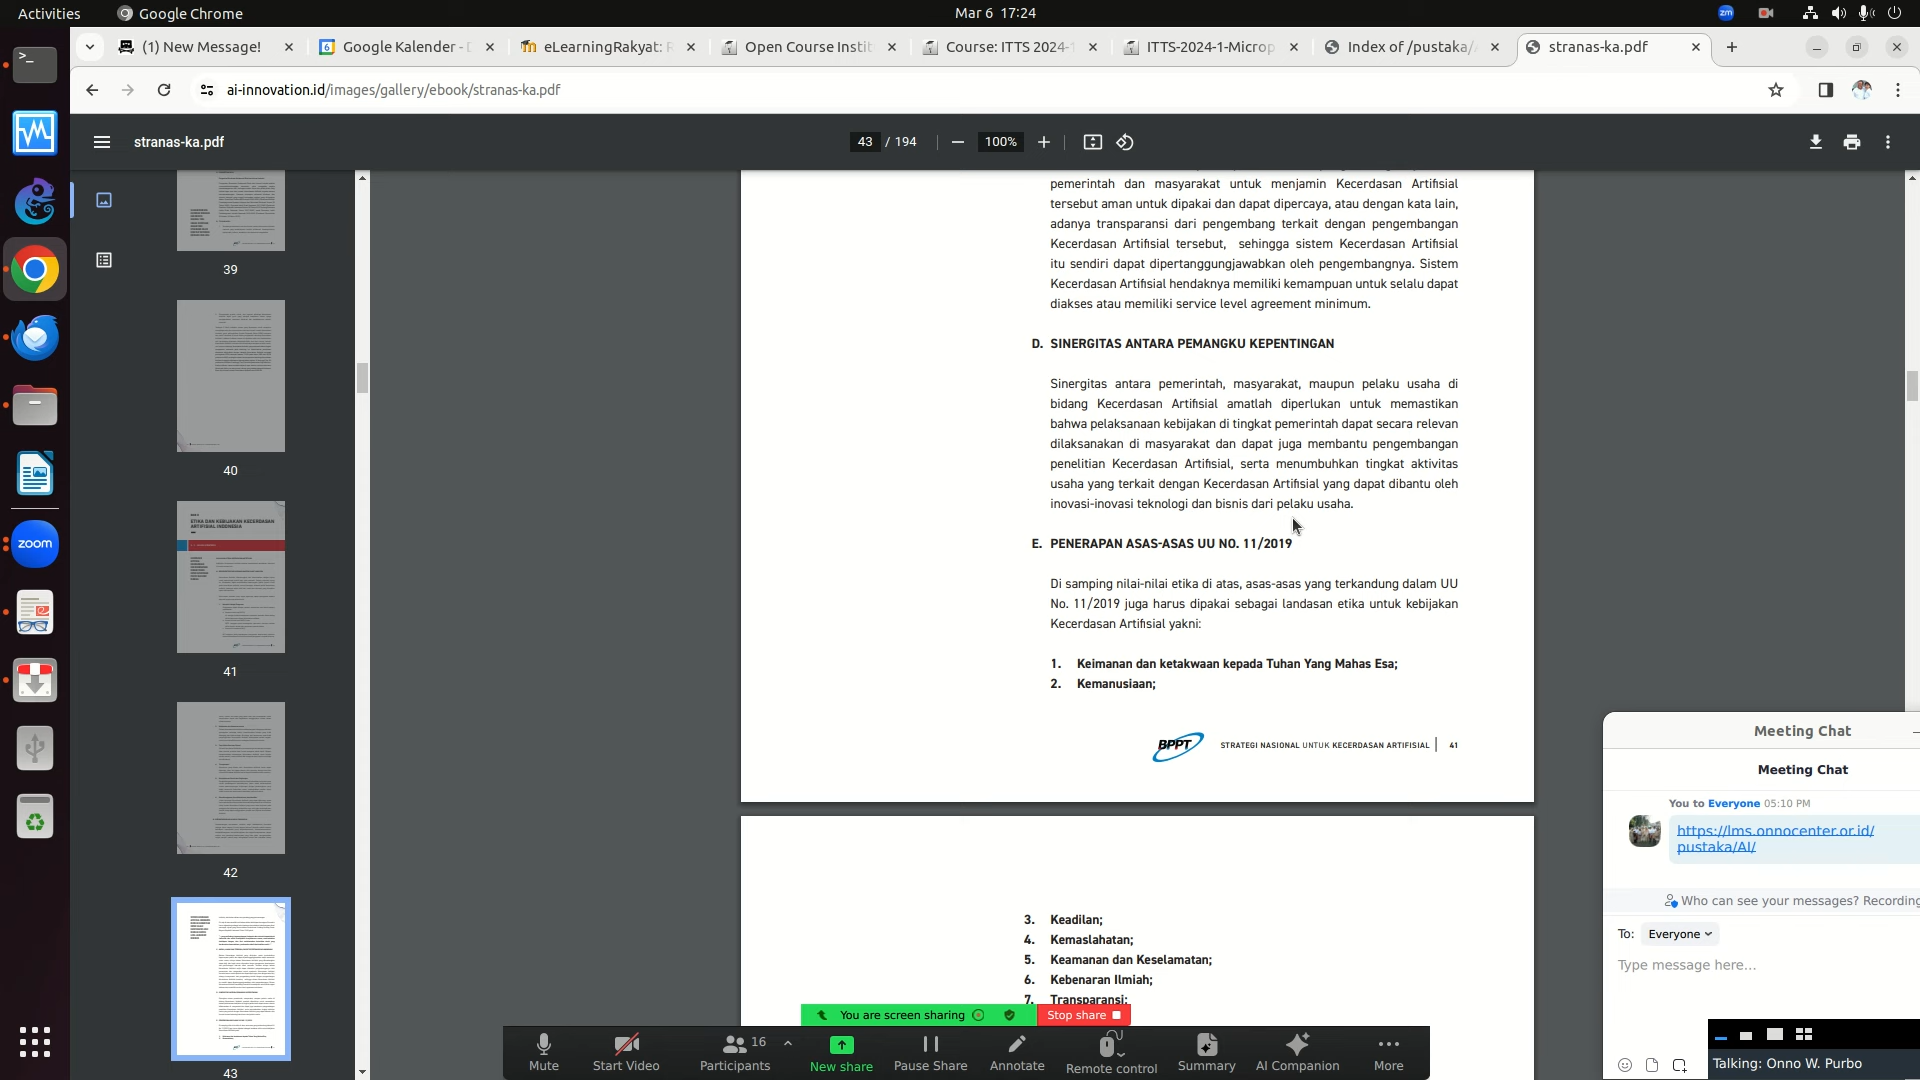 Activities
Google Chrome
Mar 6 17:24
zm
(1) New Message!
Google Kalender -
eLearningRakyat:
Open Course Instit
Course: ITTS 2024-
ITTS-2024-1-Microp
Index of /pustaka/
stranas-ka.pdf
ai-innovation.id/images/gallery/ebook/stranas-ka.pdf
stranas-ka.pdf
43 / 194
100%
39
40
41
42
43
pemerintah dan masyarakat untuk menjamin Kecerdasan Artifisial
tersebut aman untuk dipakai dan dapat dipercaya, atau dengan kata lain,
adanya transparansi dari pengembang terkait dengan pengembangan
Kecerdasan Artifisial tersebut, sehingga sistem Kecerdasan Artifisial
itu sendiri dapat dipertanggungjawabkan oleh pengembangnya. Sistem
Kecerdasan Artifisial hendaknya memiliki kemampuan untuk selalu dapat
diakses atau memiliki service level agreement minimum.
D. SINERGITAS ANTARA PEMANGKU KEPENTINGAN
Sinergitas antara pemerintah, masyarakat, maupun pelaku usaha di
bidang Kecerdasan Artifisial amatlah diperlukan untuk memastikan
bahwa pelaksanaan kebijakan di tingkat pemerintah dapat secara relevan
dilaksanakan di masyarakat dan dapat juga membantu pengembangan
penelitian Kecerdasan Artifisial, serta menumbuhkan tingkat aktivitas
usaha yang terkait dengan Kecerdasan Artifisial yang dapat dibantu oleh
inovasi-inovasi teknologi dan bisnis dari pelaku usaha.
E. PENERAPAN ASAS-ASAS UU NO. 11/2019
Di samping nilai-nilai etika di atas, asas-asas yang terkandung dalam UU
No. 11/2019 juga harus dipakai sebagai landasan etika untuk kebijakan
Kecerdasan Artifisial yakni:
1. Keimanan dan ketakwaan kepada Tuhan Yang Mahas Esa;
2. Kemanusiaan;
BPPT STRATEGI NASIONAL UNTUK KECERDASAN ARTIFISIAL 41
3. Keadilan;
4. Kemaslahatan;
5. Keamanan dan Keselamatan;
6. Kebenaran Ilmiah;
7. Transparansi;
zoom
You are screen sharing
Stop share
Mute
Start Video
16
Participants
New share
Pause Share
Annotate
Remote control
Summary
AI Companion
More
Meeting Chat
Meeting Chat
You to Everyone 05:10 PM
https://lms.onnocenter.or.id/
pustaka/AI/
Who can see your messages? Recording
To: Everyone
Type message here...
Talking: Onno W. Purbo